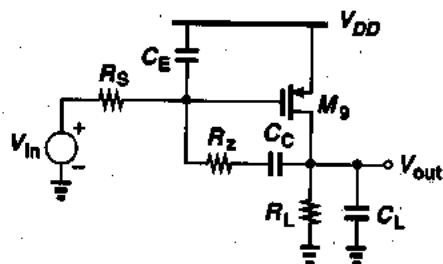 V_DD
C_E
R_S
M_9
V_in
+
−
R_z
C_C
V_out
R_L
C_L